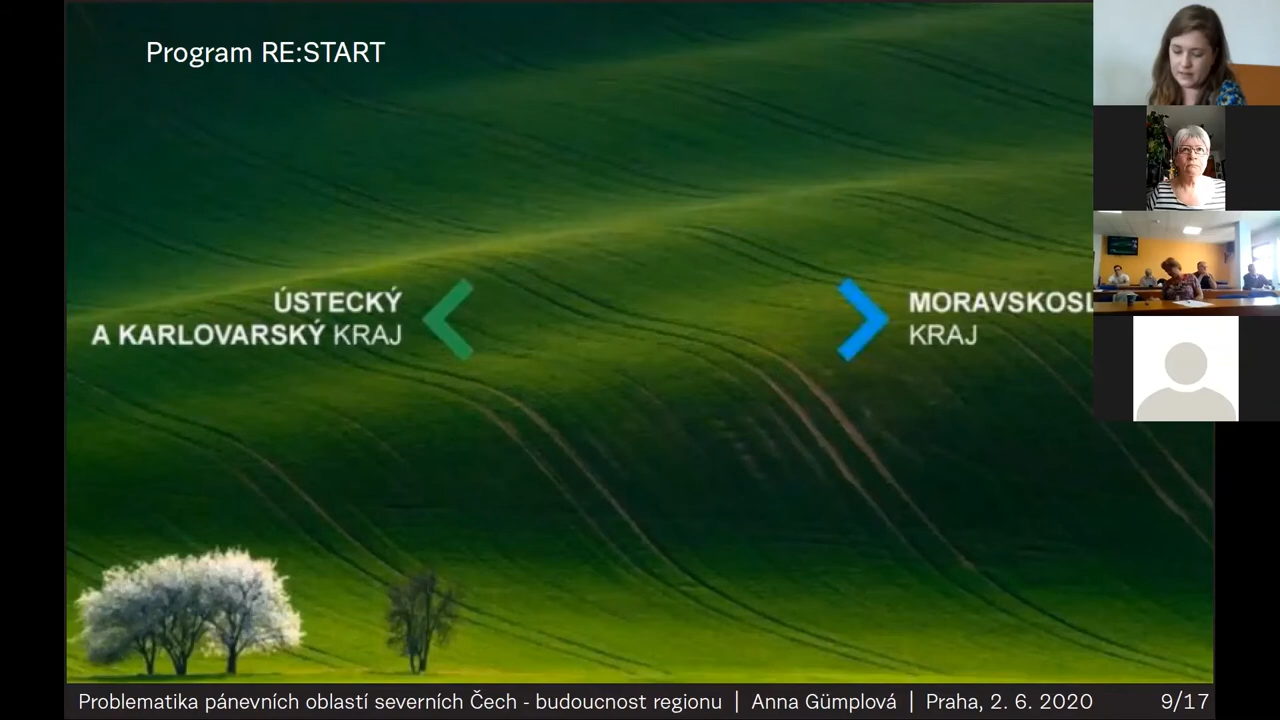 Program RE:START
ÚSTECKÝ
A KARLOVARSKÝ KRAJ
MORAVSKOSL
KRAJ
Problematika pánevních oblastí severních Čech - budoucnost regionu | Anna Gümplová | Praha, 2. 6. 2020 9/17